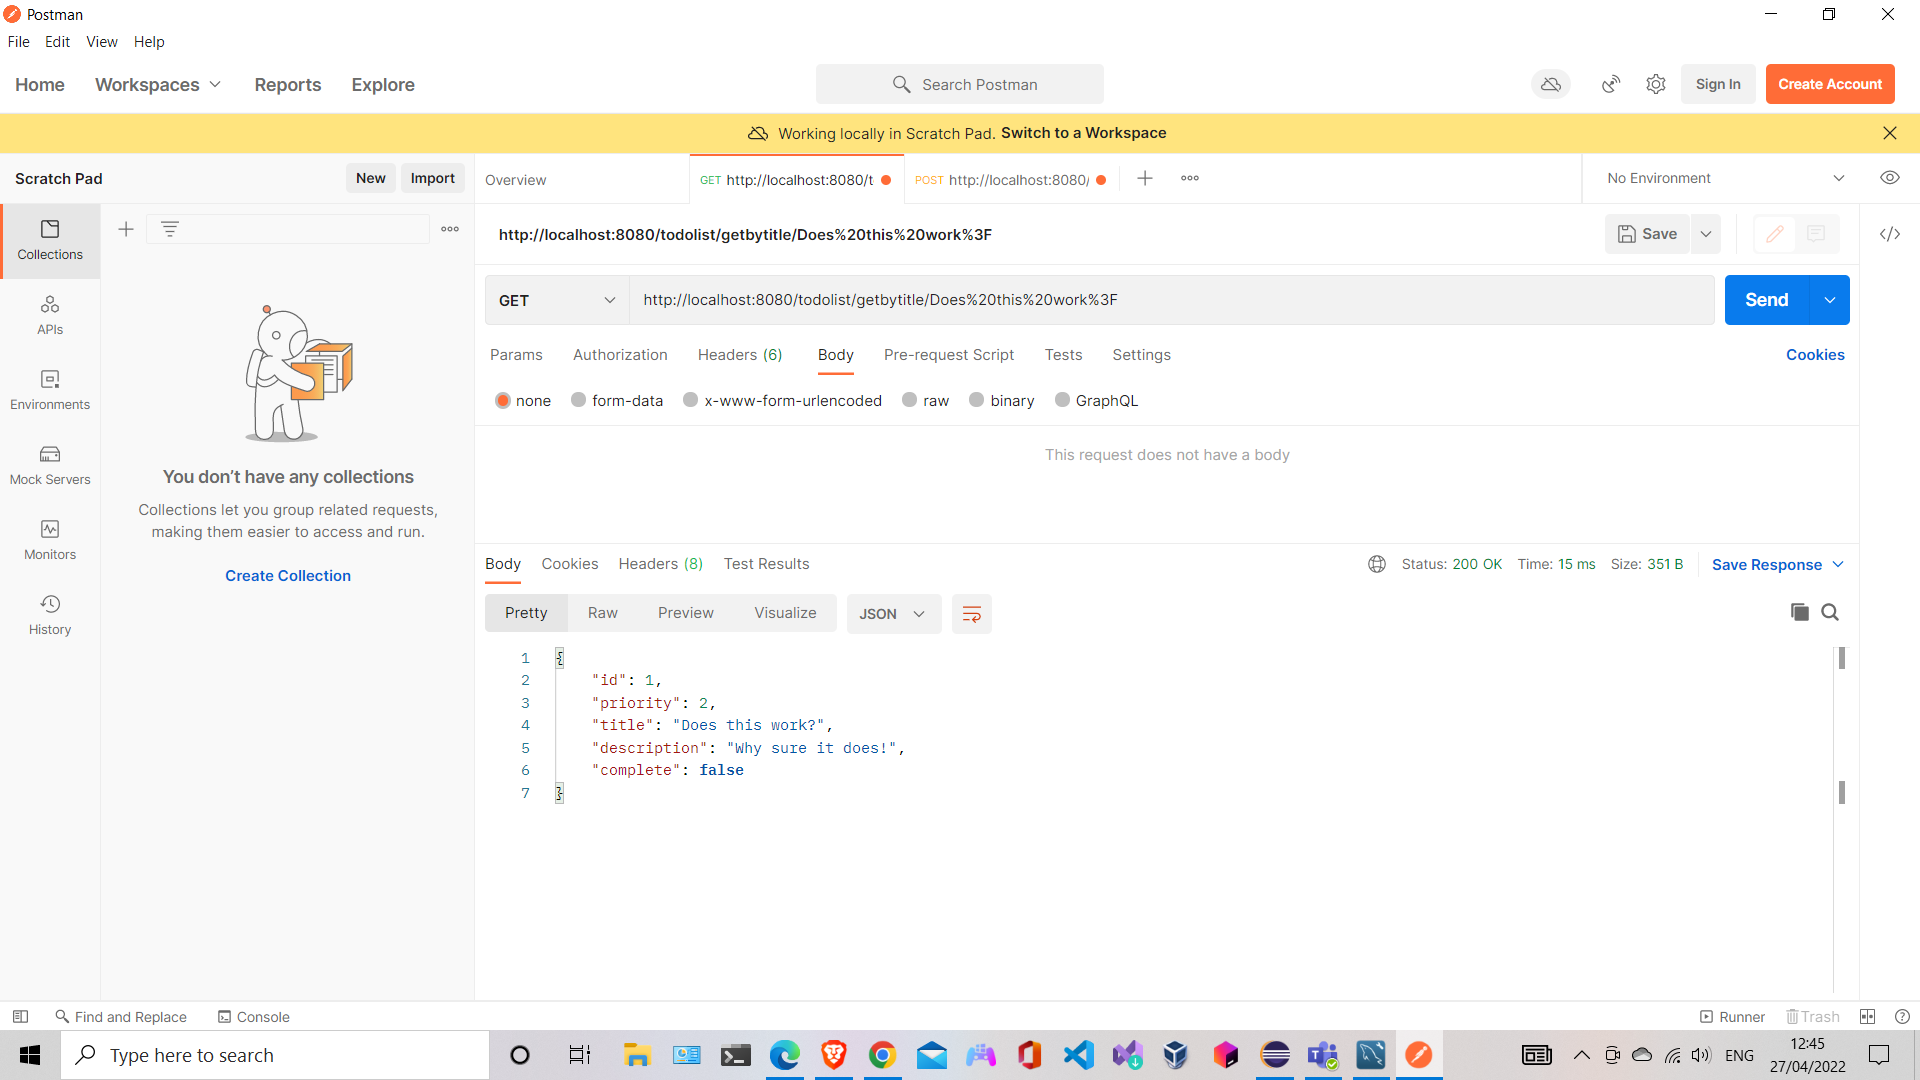 Postman
File Edit View Help
Home Workspaces Reports Explore
Search Postman
Sign In
Create Account
Working locally in Scratch Pad. Switch to a Workspace
Scratch Pad
New
Import
Overview
GET http://localhost:8080/t
POST http://localhost:8080/
No Environment
Collections
APIs
Environments
Mock Servers
Monitors
History
You don’t have any collections
Collections let you group related requests,
making them easier to access and run.
Create Collection
http://localhost:8080/todolist/getbytitle/Does%20this%20work%3F
Save
GET
http://localhost:8080/todolist/getbytitle/Does%20this%20work%3F
Send
Params Authorization Headers (6) Body Pre-request Script Tests Settings
Cookies
none form-data x-www-form-urlencoded raw binary GraphQL
This request does not have a body
Body Cookies Headers (8) Test Results
Status: 200 OK Time: 15 ms Size: 351 B
Save Response
Pretty Raw Preview Visualize JSON
1 {
2 "id": 1,
3 "priority": 2,
4 "title": "Does this work?",
5 "description": "Why sure it does!",
6 "complete": false
7 }
Find and Replace Console
Runner Trash
Type here to search
ENG
12:45
27/04/2022